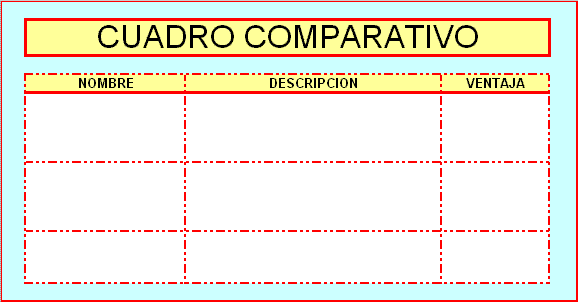 CUADRO COMPARATIVO
NOMBRE DESCRIPCION VENTAJA